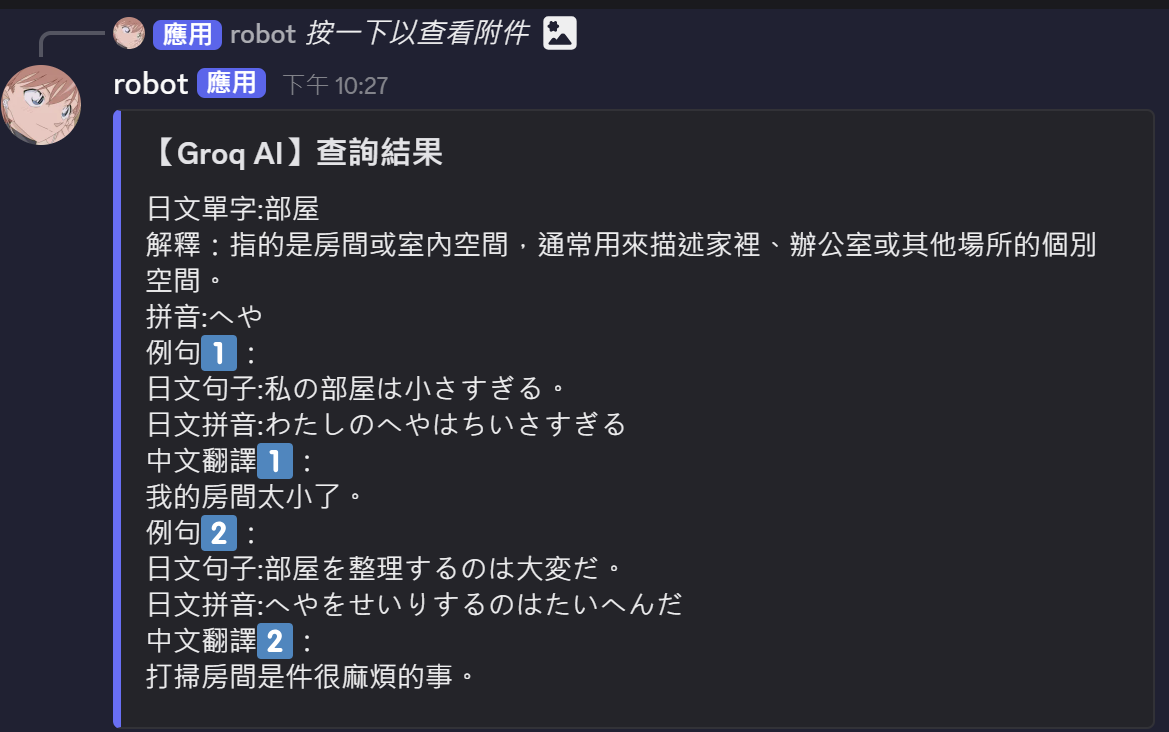 應用 robot 按一下以查看附件
robot 應用 下午 10:27
【Groq AI】查詢結果
日文單字:部屋
解釋：指的是房間或室內空間，通常用來描述家裡、辦公室或其他場所的個別
空間。
拼音:へや
例句1️⃣：
日文句子:私の部屋は小さすぎる。
日文拼音:わたしのへやはちいさすぎる
中文翻譯1️⃣：
我的房間太小了。
例句2️⃣：
日文句子:部屋を整理するのは大変だ。
日文拼音:へやをせいりするのはたいへんだ
中文翻譯2️⃣：
打掃房間是件很麻煩的事。